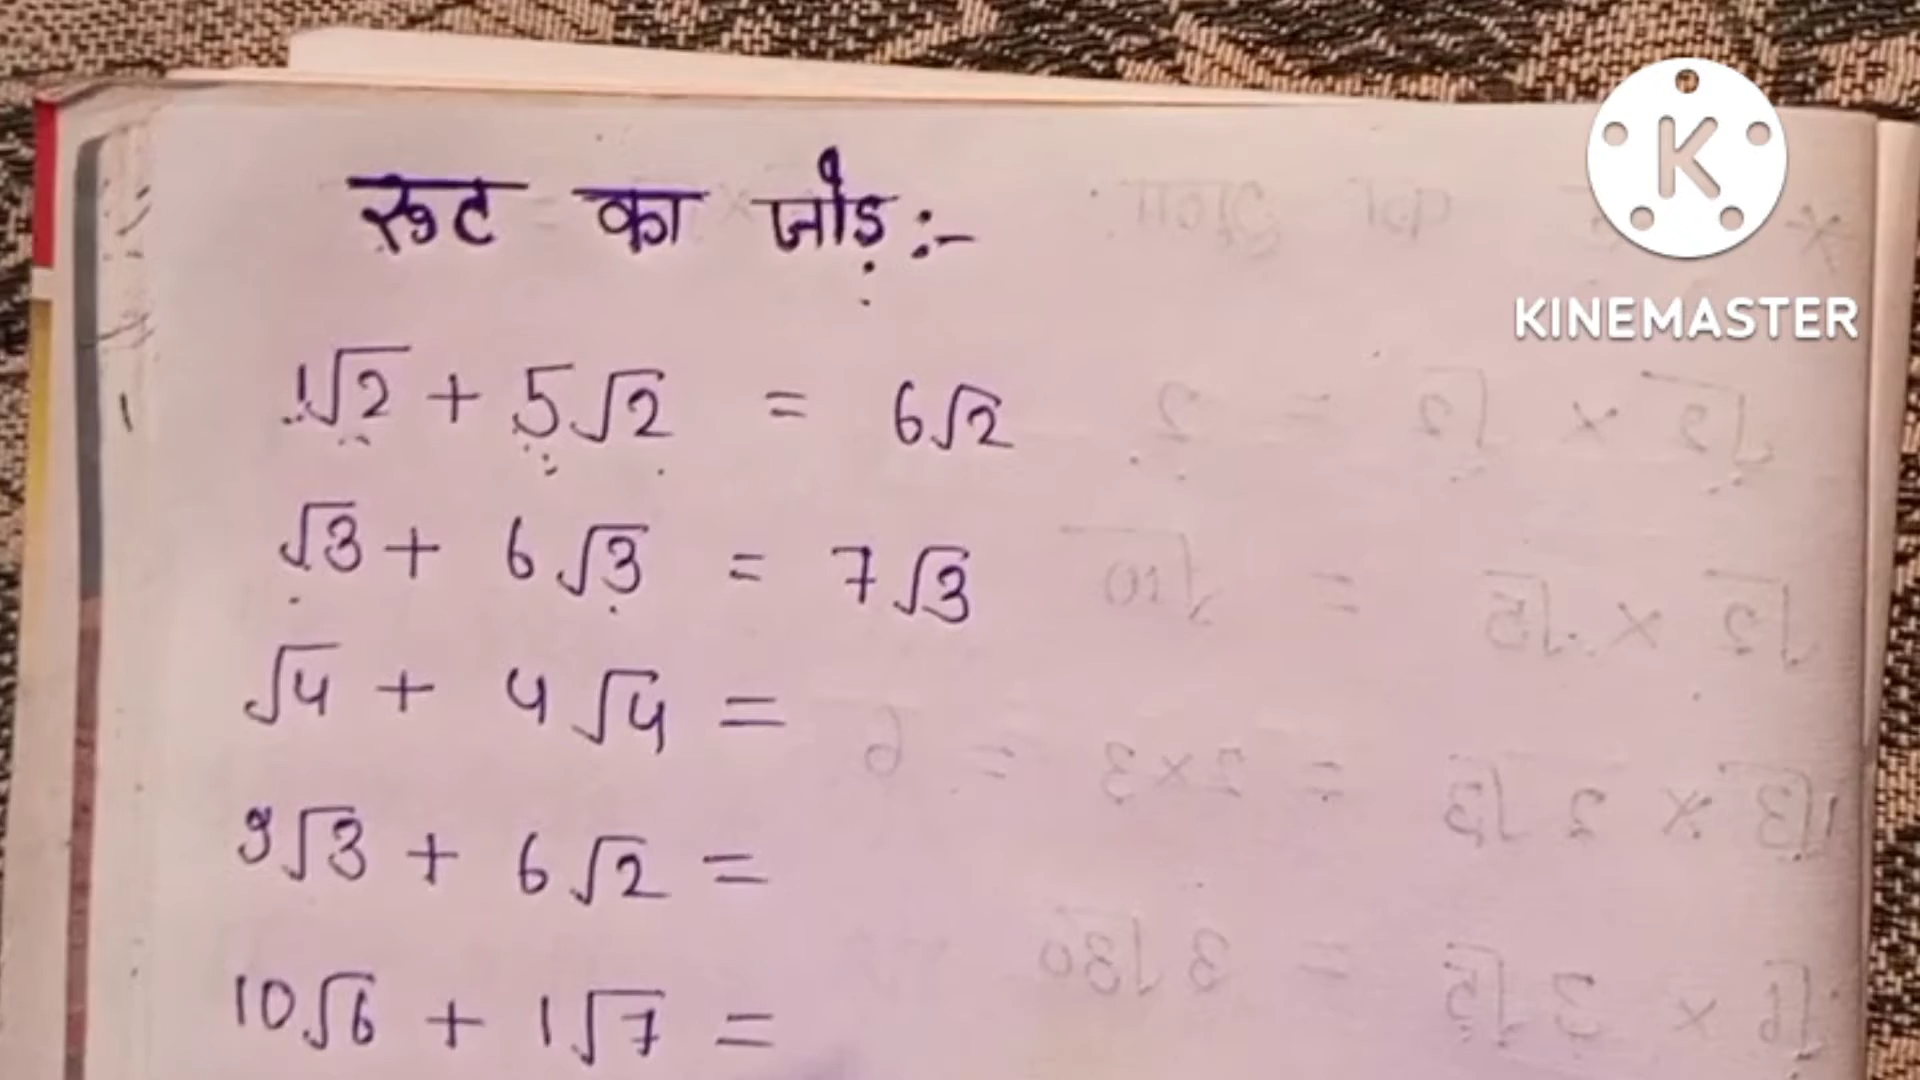 रूट का जोड़ :-
1√2 + 5√2 = 6√2
√3 + 6√3 = 7√3
√4 + 4√4 =
9√3 + 6√2 =
10√6 + 1√7 =
K
KINEMASTER